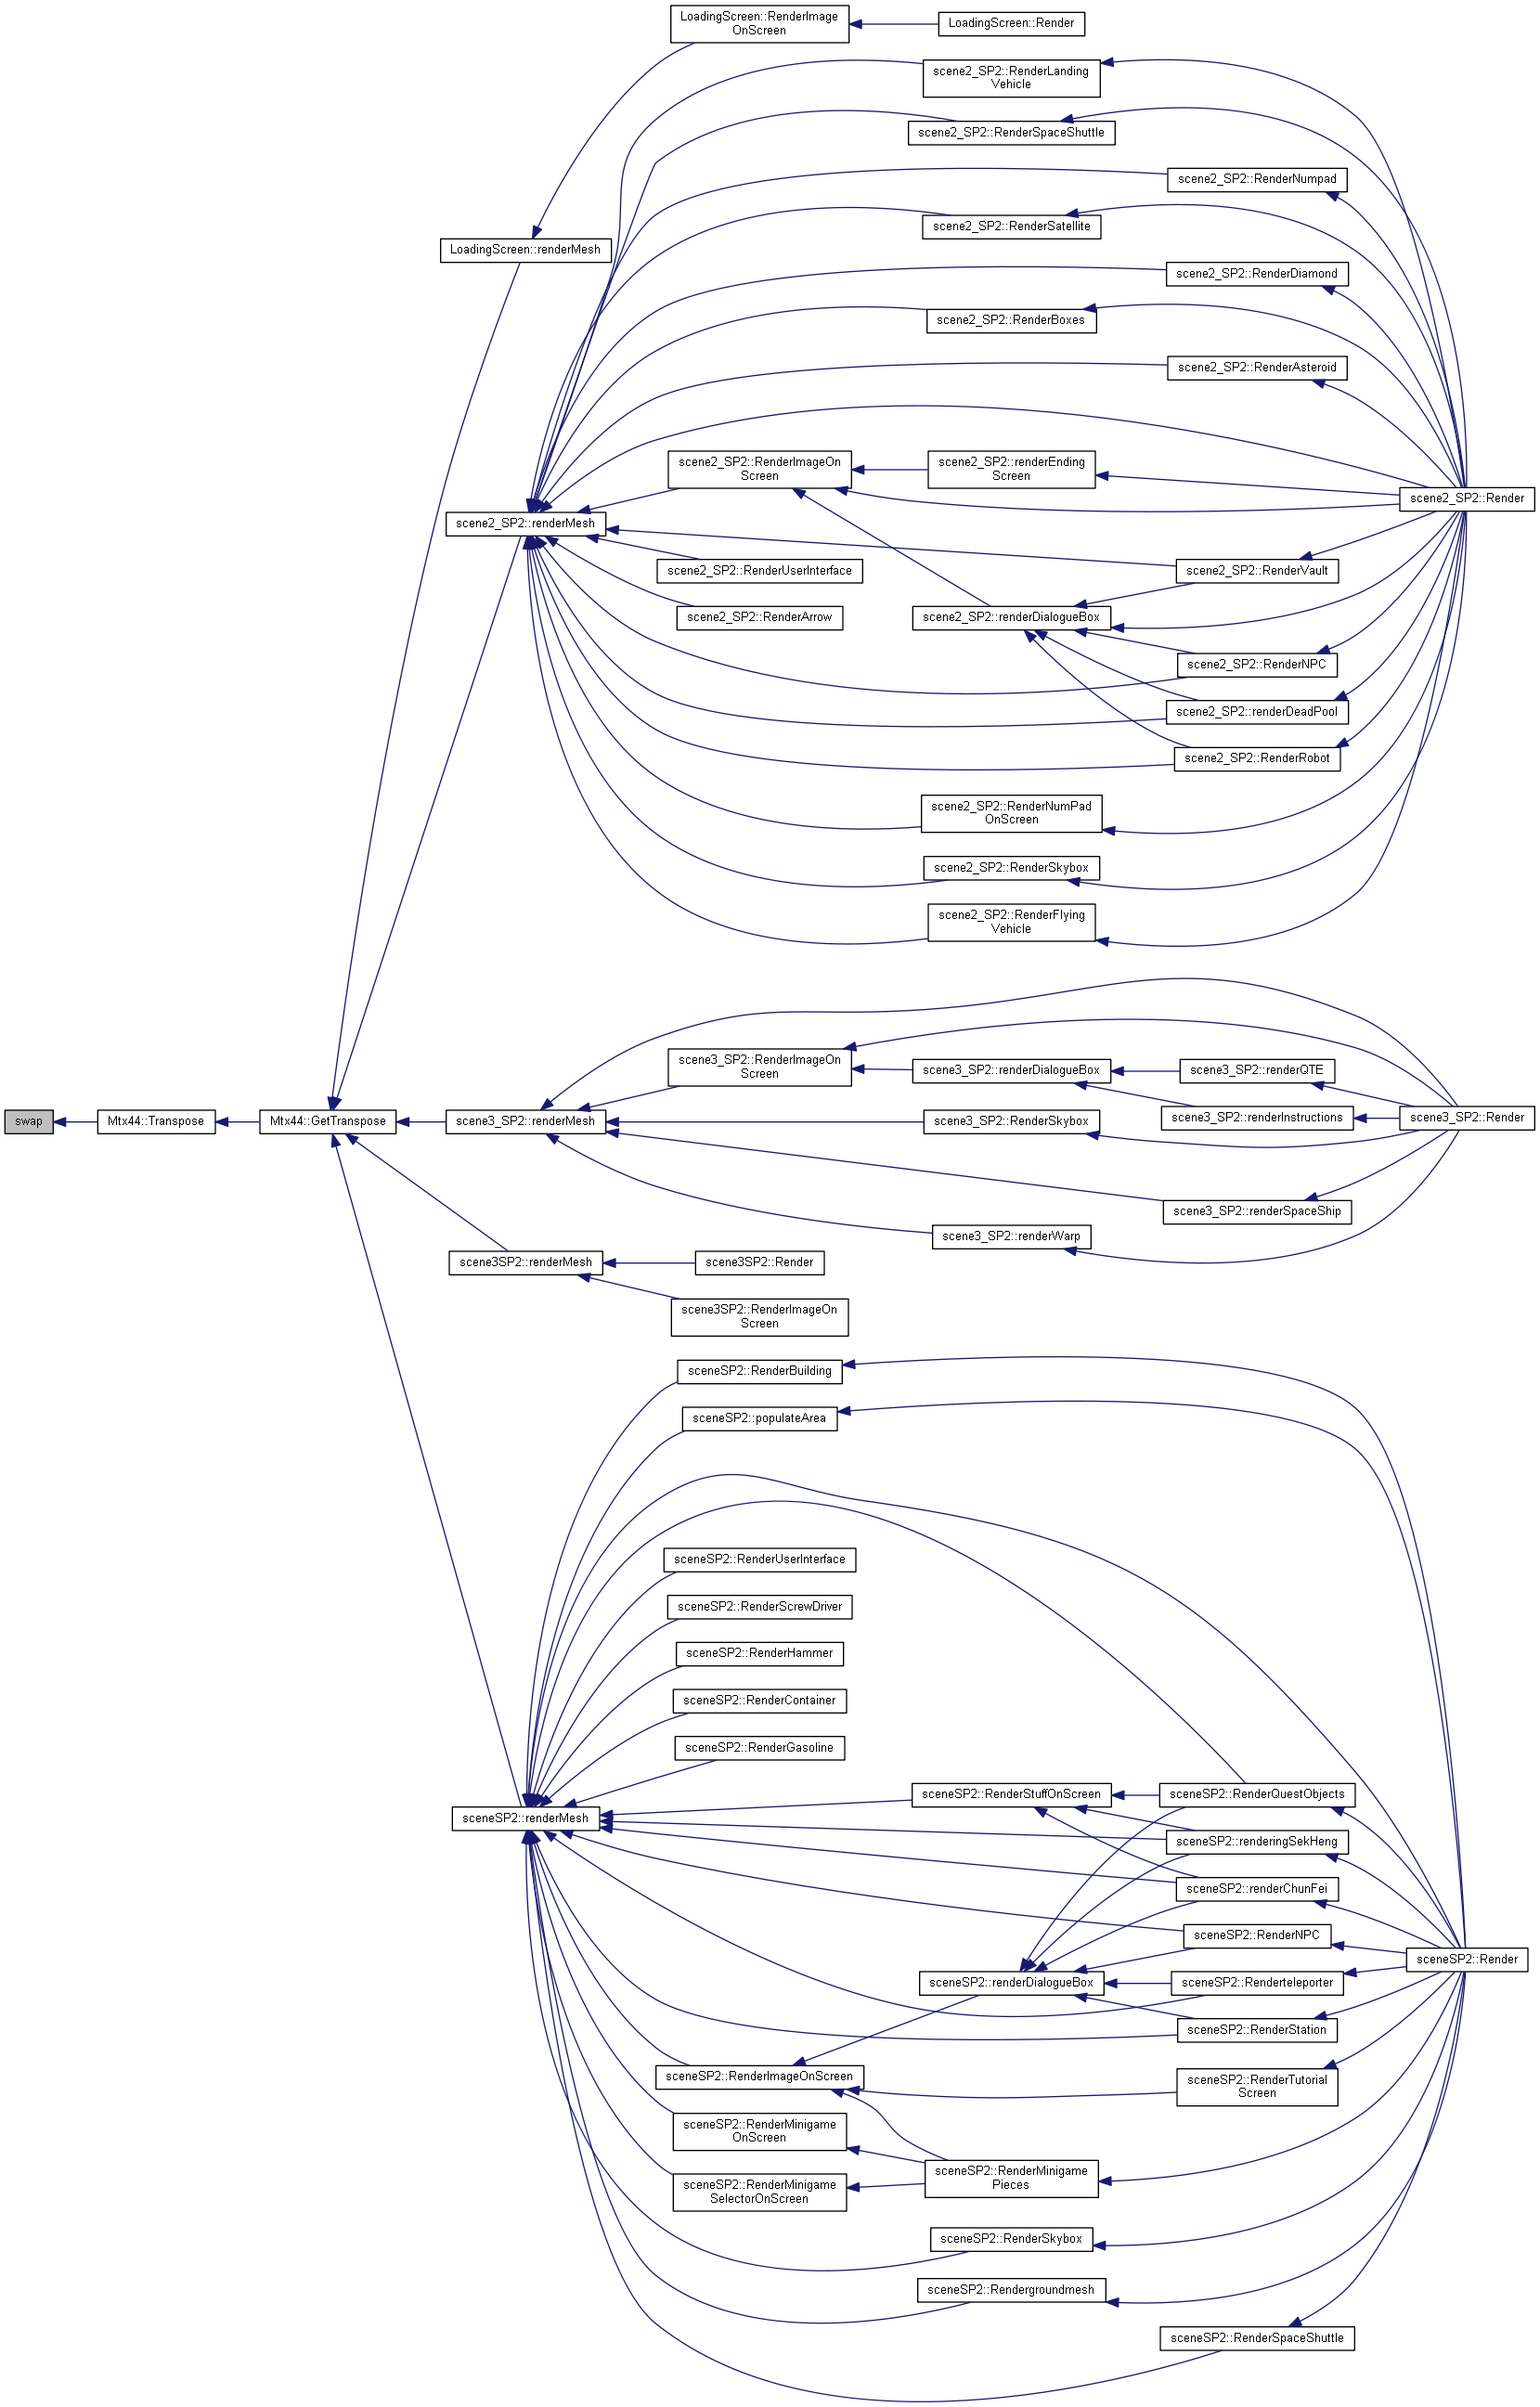 LoadingScreen::RenderImage
OnScreen
LoadingScreen::Render
scene2_SP2::RenderLanding
Vehicle
scene2_SP2::RenderSpaceShuttle
scene2_SP2::RenderNumpad
scene2_SP2::RenderSatellite
LoadingScreen::renderMesh
scene2_SP2::RenderDiamond
scene2_SP2::RenderBoxes
scene2_SP2::RenderAsteroid
scene2_SP2::RenderImageOn
Screen
scene2_SP2::renderEnding
Screen
scene2_SP2::Render
scene2_SP2::renderMesh
scene2_SP2::RenderUserInterface
scene2_SP2::RenderVault
scene2_SP2::RenderArrow
scene2_SP2::renderDialogueBox
scene2_SP2::RenderNPC
scene2_SP2::renderDeadPool
scene2_SP2::RenderRobot
scene2_SP2::RenderNumPad
OnScreen
scene2_SP2::RenderSkybox
scene2_SP2::RenderFlying
Vehicle
scene3_SP2::RenderImageOn
Screen
scene3_SP2::renderDialogueBox
scene3_SP2::renderQTE
swap
Mtx44::Transpose
Mtx44::GetTranspose
scene3_SP2::renderMesh
scene3_SP2::RenderSkybox
scene3_SP2::renderInstructions
scene3_SP2::Render
scene3_SP2::renderSpaceShip
scene3_SP2::renderWarp
scene3SP2::renderMesh
scene3SP2::Render
scene3SP2::RenderImageOn
Screen
sceneSP2::RenderBuilding
sceneSP2::populateArea
sceneSP2::RenderUserInterface
sceneSP2::RenderScrewDriver
sceneSP2::RenderHammer
sceneSP2::RenderContainer
sceneSP2::RenderGasoline
sceneSP2::RenderStuffOnScreen
sceneSP2::RenderQuestObjects
sceneSP2::renderMesh
sceneSP2::renderingSekHeng
sceneSP2::renderChunFei
sceneSP2::RenderNPC
sceneSP2::Render
sceneSP2::renderDialogueBox
sceneSP2::Renderteleporter
sceneSP2::RenderStation
sceneSP2::RenderImageOnScreen
sceneSP2::RenderTutorial
Screen
sceneSP2::RenderMinigame
OnScreen
sceneSP2::RenderMinigame
Pieces
sceneSP2::RenderMinigame
SelectorOnScreen
sceneSP2::RenderSkybox
sceneSP2::Rendergroundmesh
sceneSP2::RenderSpaceShuttle